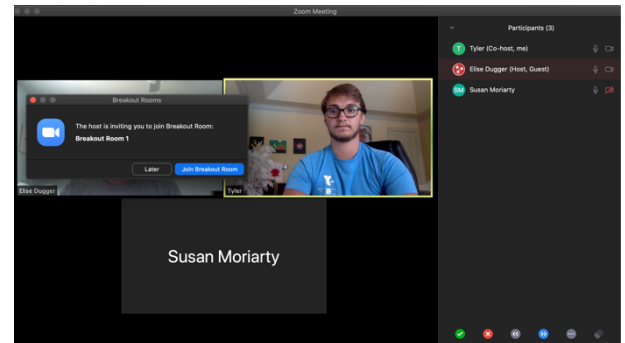 Zoom Meeting
Participants (3)
T Tyler (Co-host, me)
Elise Dugger (Host, Guest)
SM Susan Moriarty
Breakout Rooms
The host is inviting you to join Breakout Room:
Breakout Room 1
Later Join Breakout Room
Elise Dugger
Tyler
Susan Moriarty